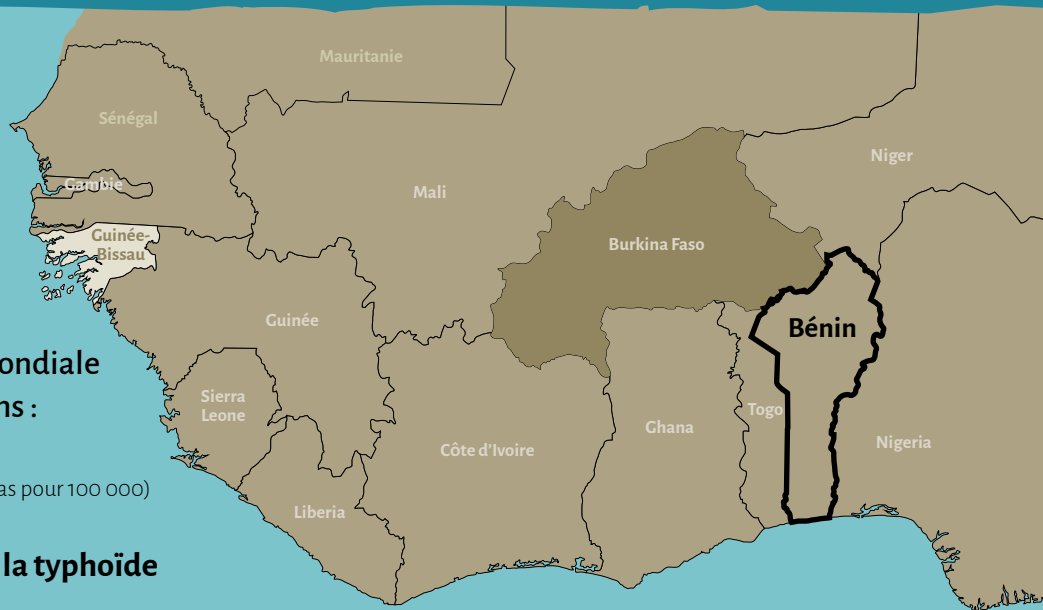 Mauritanie
Sénégal
Niger
Gambie
Mali
Guinée-
Bissau
Burkina Faso
Guinée
Bénin
ondiale
ns :
Sierra
Leone
Togo
Ghana
Nigeria
Côte d'Ivoire
as pour 100 000)
Liberia
la typhoïde